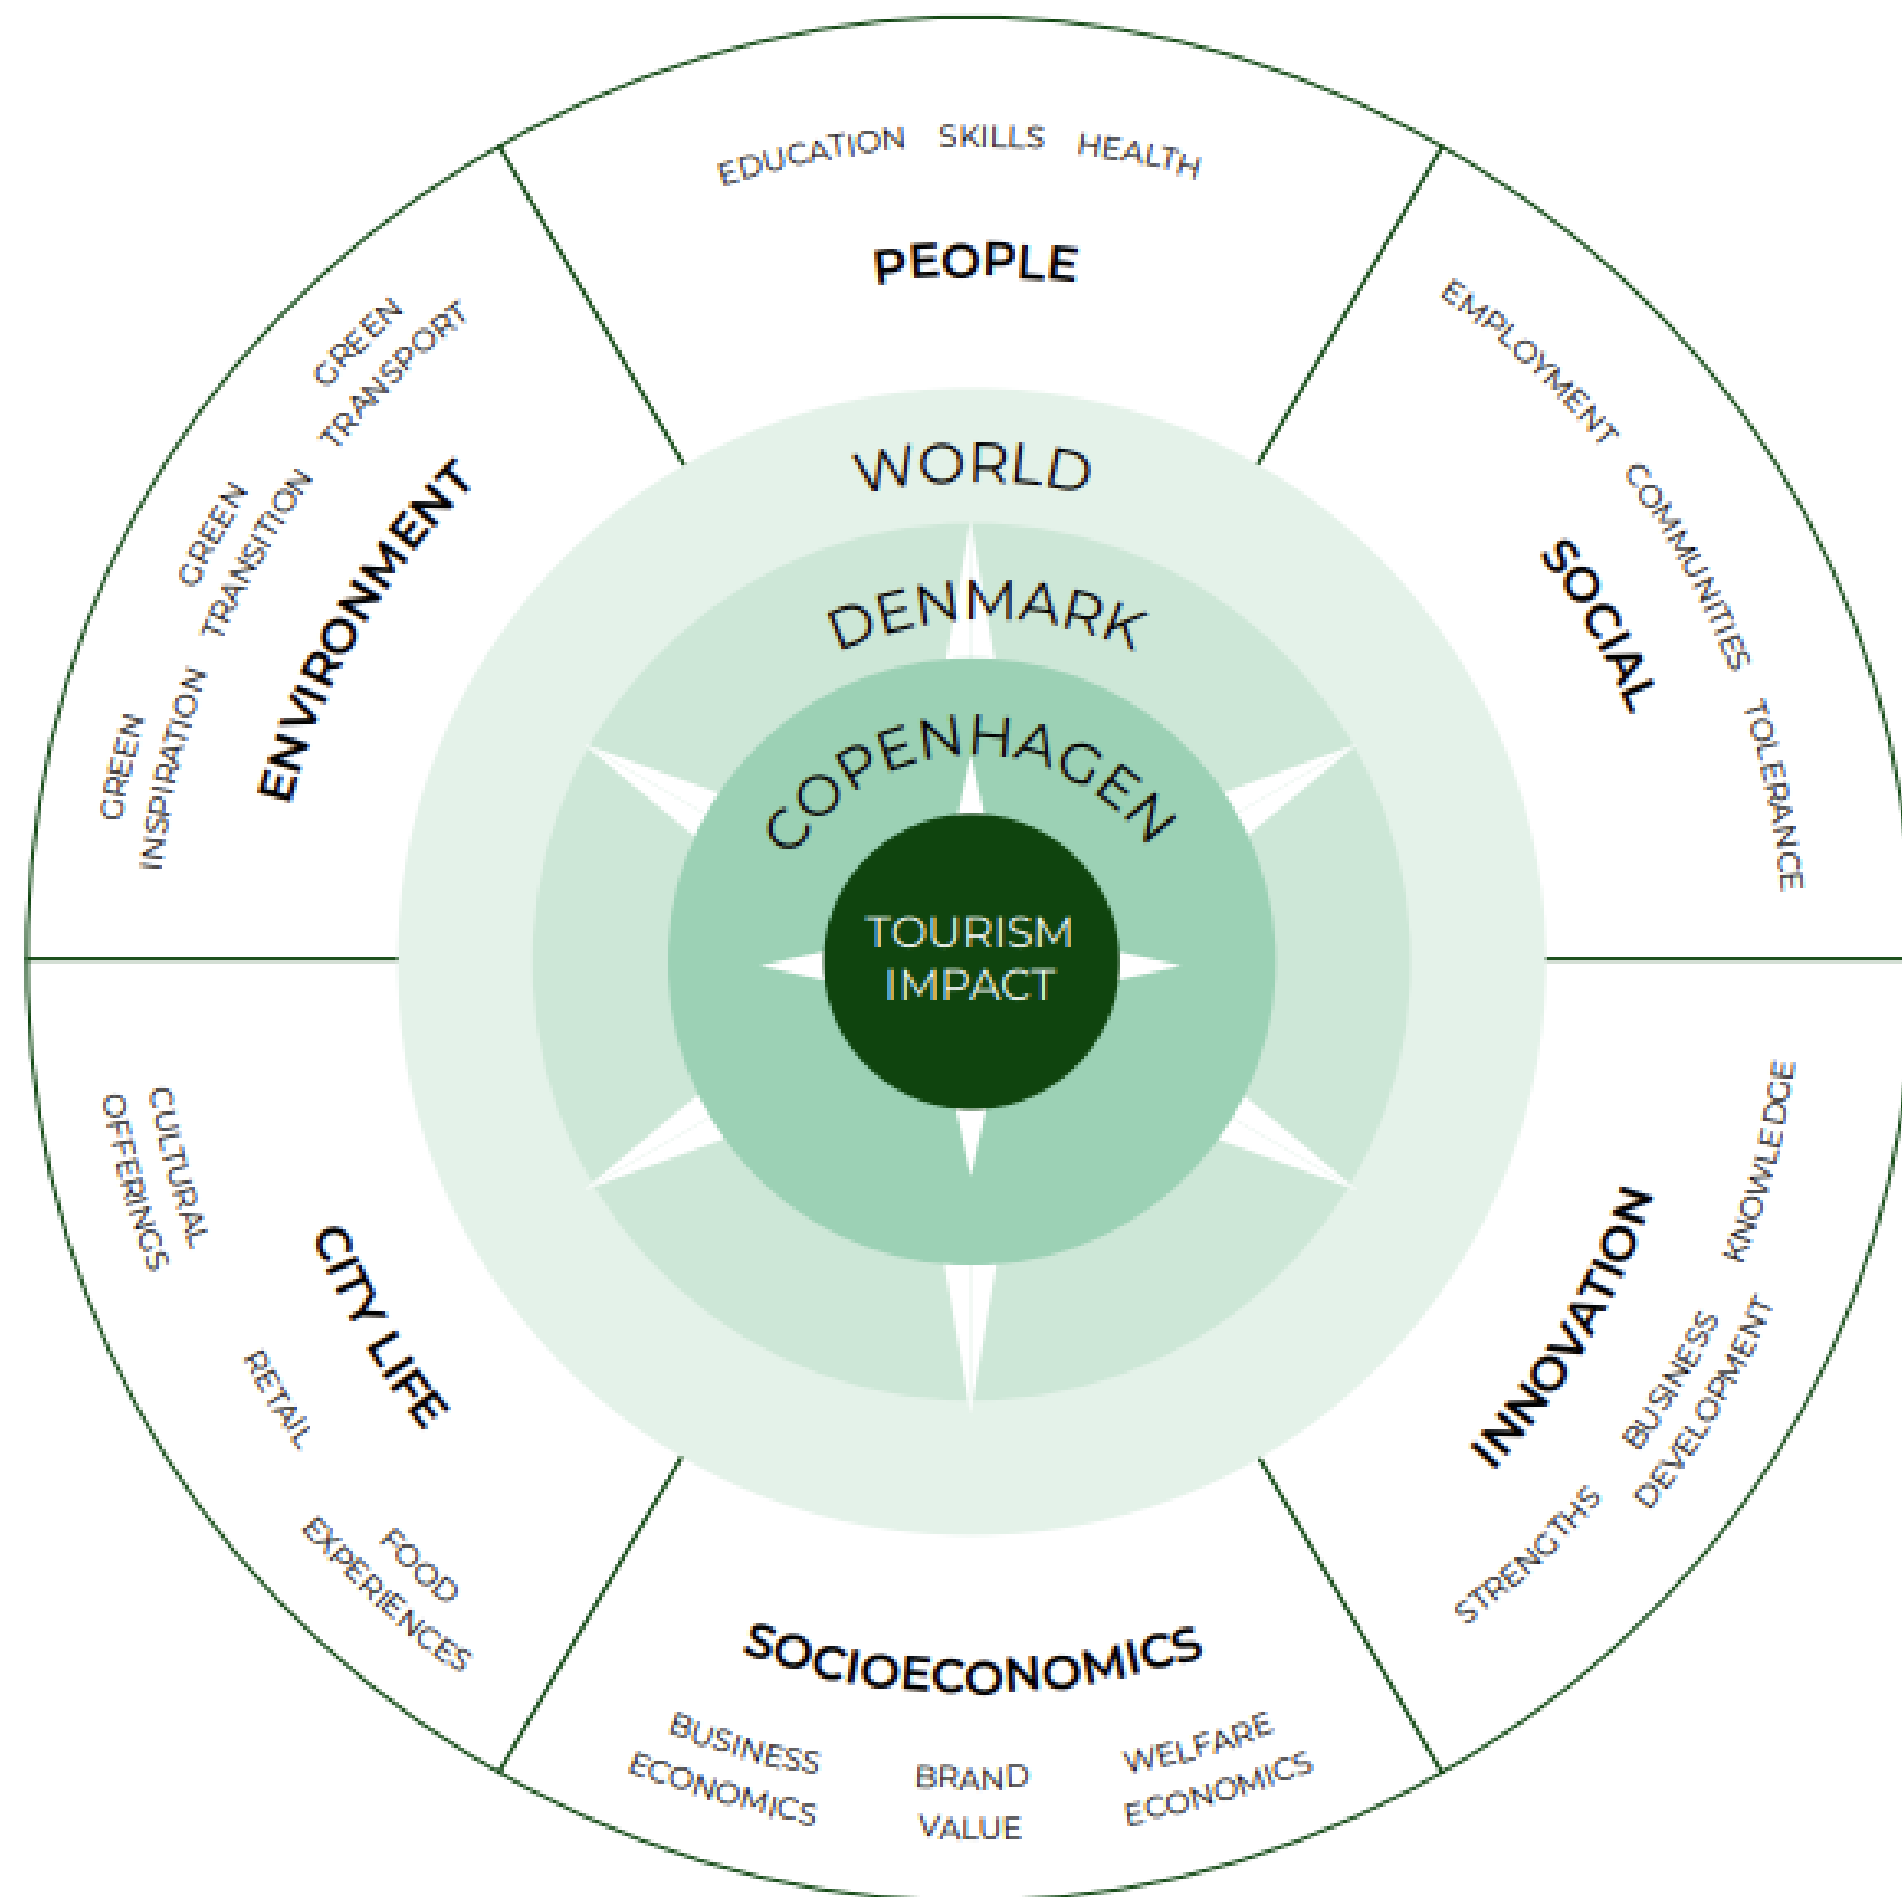 EDUCATION SKILLS HEALTH
PEOPLE
EMPLOYMENT COMMUNITIES TOLERANCE
SOCIAL
KNOWLEDGE
BUSINESS
DEVELOPMENT
STRENGTHS
INNOVATION
SOCIOECONOMICS
BUSINESS
ECONOMICS
BRAND
VALUE
WELFARE
ECONOMICS
CITY LIFE
CULTURAL
OFFERINGS
RETAIL
FOOD
EXPERIENCES
ENVIRONMENT
GREEN
INSPIRATION
GREEN
TRANSITION
GREEN
TRANSPORT
WORLD
DENMARK
COPENHAGEN
TOURISM
IMPACT